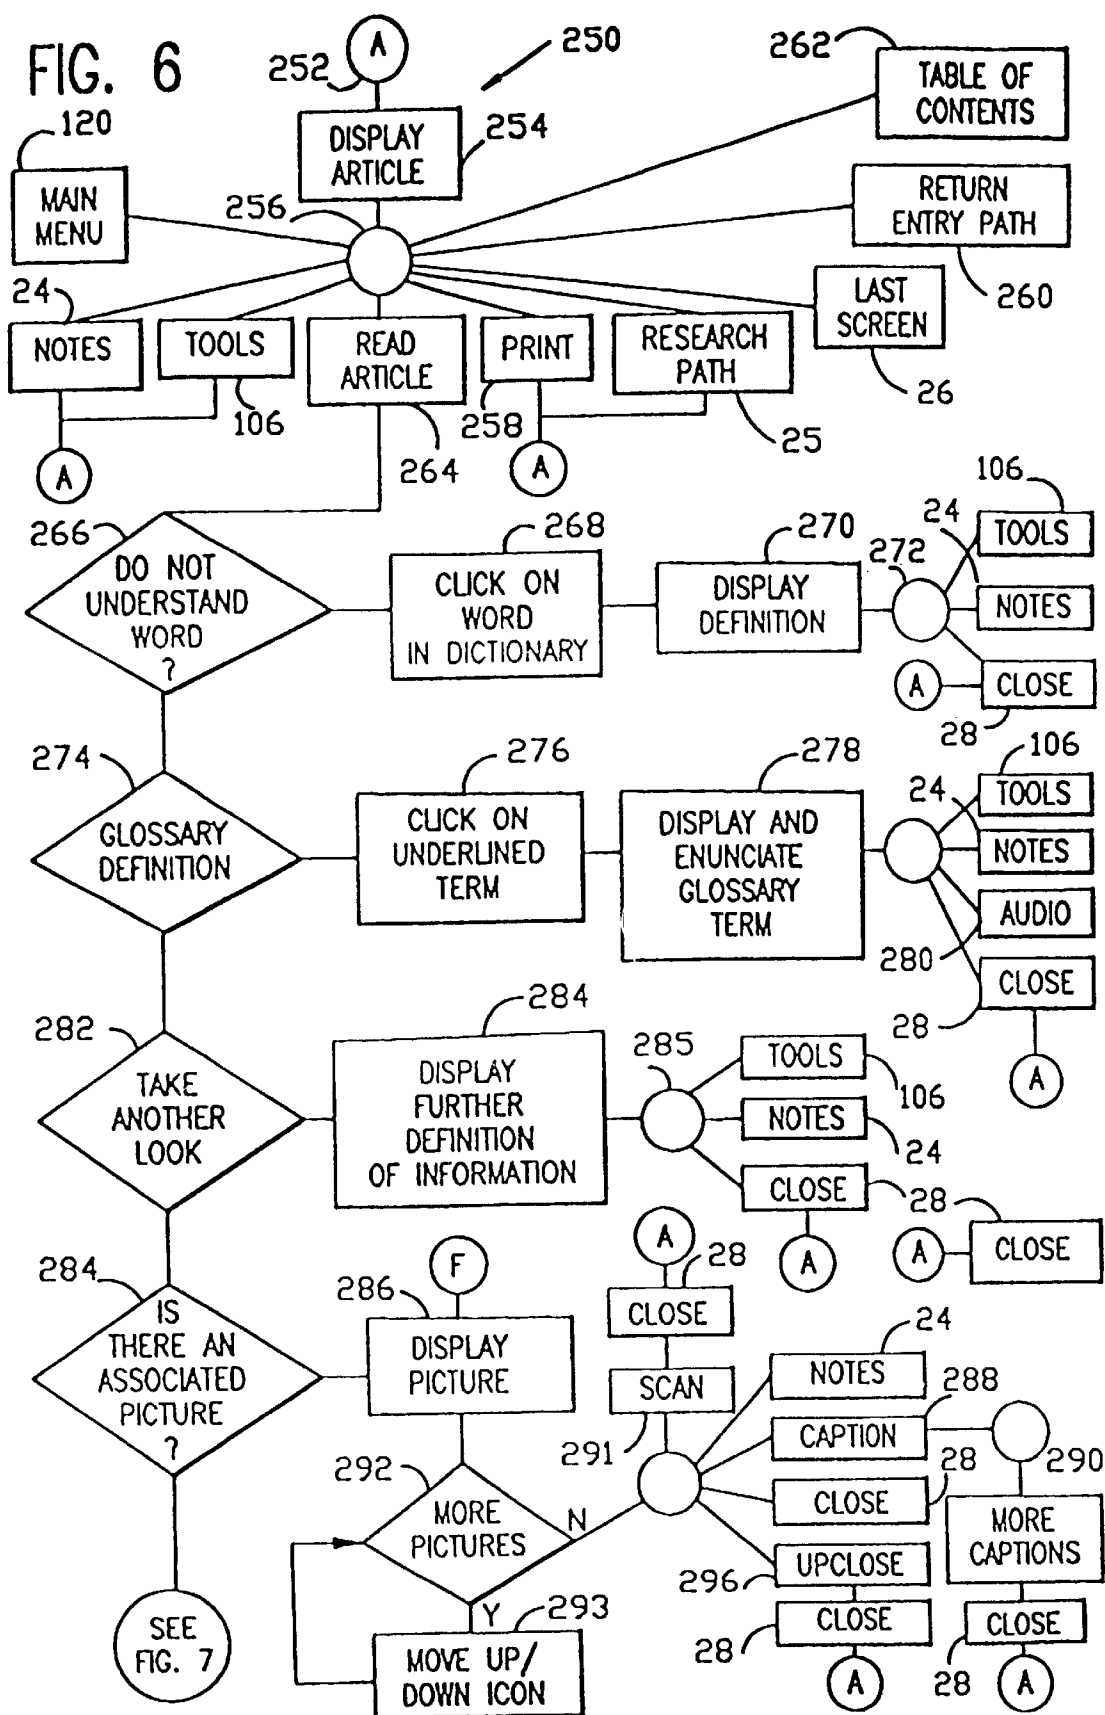 FIG. 6
A
252
250
262
TABLE OF
CONTENTS
120
DISPLAY
ARTICLE
254
MAIN
MENU
256
RETURN
ENTRY PATH
260
24
NOTES
TOOLS
106
READ
ARTICLE
264
PRINT
258
RESEARCH
PATH
25
LAST
SCREEN
26
A
A
266
DO NOT
UNDERSTAND
WORD
?
268
CLICK ON
WORD
IN DICTIONARY
270
DISPLAY
DEFINITION
272
106
TOOLS
24
NOTES
A
CLOSE
28
274
GLOSSARY
DEFINITION
276
CLICK ON
UNDERLINED
TERM
278
DISPLAY AND
ENUNCIATE
GLOSSARY
TERM
106
TOOLS
24
NOTES
AUDIO
280
CLOSE
28
A
282
TAKE
ANOTHER
LOOK
284
DISPLAY
FURTHER
DEFINITION
OF INFORMATION
285
TOOLS
106
NOTES
24
CLOSE
28
A
A
CLOSE
284
IS
THERE AN
ASSOCIATED
PICTURE
?
F
286
DISPLAY
PICTURE
A
28
CLOSE
SCAN
291
24
NOTES
288
CAPTION
290
28
CLOSE
MORE
CAPTIONS
292
MORE
PICTURES
N
Y
UPCLOSE
296
CLOSE
28
A
CLOSE
28
A
293
MOVE UP/
DOWN ICON
SEE
FIG. 7